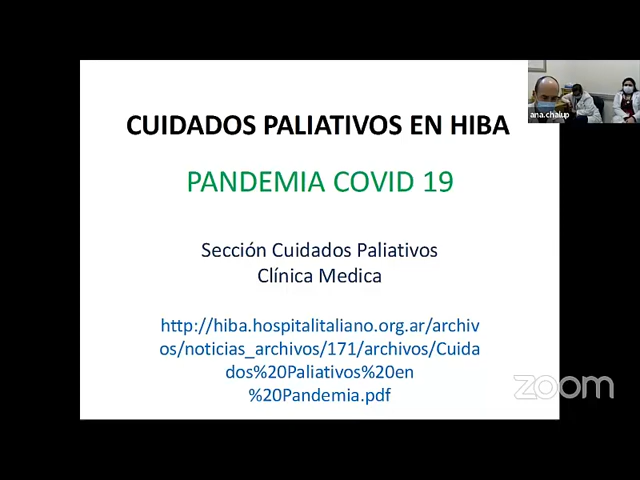 CUIDADOS PALIATIVOS EN HIBA
PANDEMIA COVID 19
Sección Cuidados Paliativos
Clínica Medica
http://hiba.hospitalitaliano.org.ar/archiv
os/noticias_archivos/171/archivos/Cuida
dos%20Paliativos%20en
%20Pandemia.pdf
ana.chalup
zoom